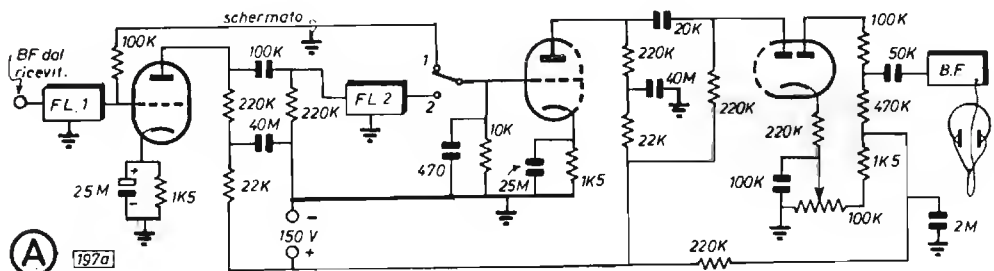 schermato
BF dal
ricevit.
FL.1
100K
25M
+
-
1K5
220K
22K
100K
40M
220K
-
150 V
+
FL 2
1
2
470
10K
25M
1K5
220K
22K
20K
40M
220K
220K
220K
100K
100K
100K
50K
470K
1K5
B.F
2M
A
197a